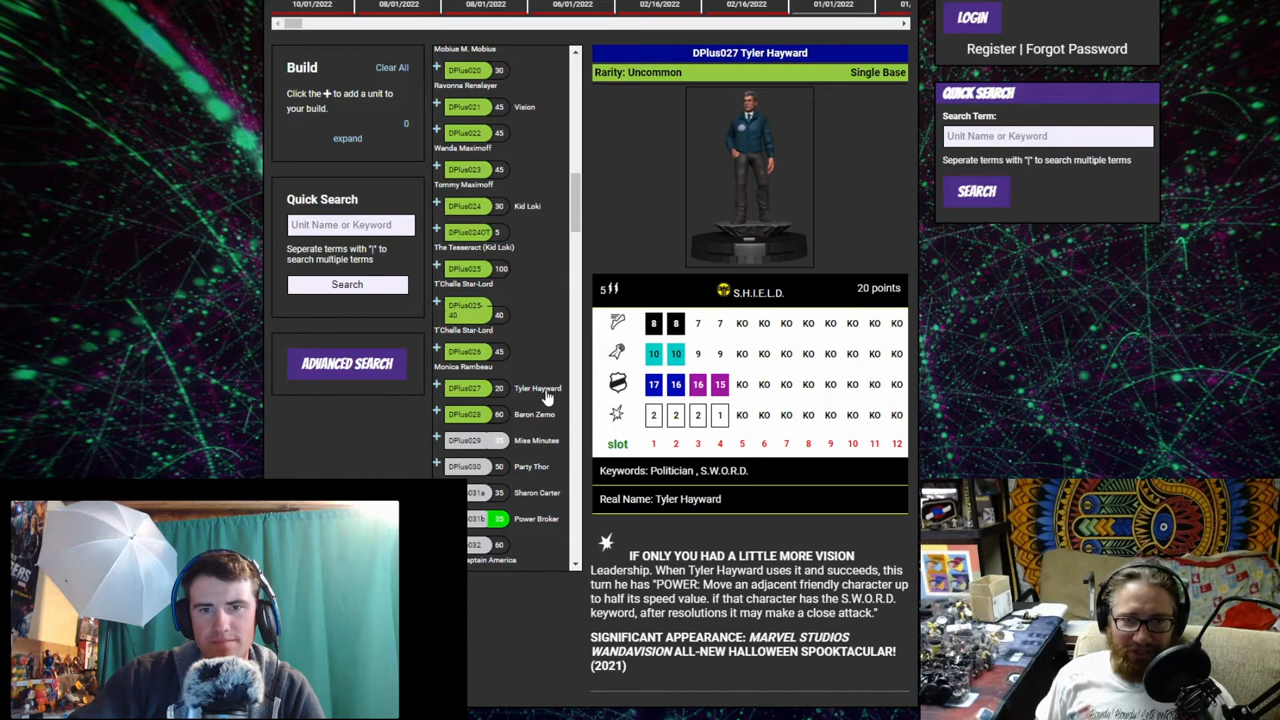 10/01/2022 08/01/2022 08/01/2022 06/01/2022 02/16/2022 02/16/2022 01/01/2022 01,
Build Clear All
Click the + to add a unit to
your build.
0
expand
Quick Search
Unit Name or Keyword
Seperate terms with "|" to
search multiple terms
Search
ADVANCED SEARCH
Mobius M. Mobius
+ DPlus020 30
Ravonna Renslayer
+ DPlus021 45 Vision
+ DPlus022 45
Wanda Maximoff
+ DPlus023 45
Tommy Maximoff
+ DPlus024 30 Kid Loki
+ DPlus024OT 5
The Tesseract (Kid Loki)
+ DPlus025 100
T'Challa Star-Lord
+ DPlus025-
40 40
T'Challa Star-Lord
+ DPlus026 45
Monica Rambeau
+ DPlus027 20 Tyler Hayward
+ DPlus028 60 Baron Zemo
+ DPlus029 35 Miss Minutes
+ DPlus030 50 Party Thor
031a 35 Sharon Carter
031b 25 Power Broker
032 60
aptain America
DPlus027 Tyler Hayward
Rarity: Uncommon Single Base
5 S.H.I.E.L.D. 20 points
8 8 7 7 KO KO KO KO KO KO KO KO
10 10 9 9 KO KO KO KO KO KO KO KO
17 16 16 15 KO KO KO KO KO KO KO KO
2 2 2 1 KO KO KO KO KO KO KO KO
slot 1 2 3 4 5 6 7 8 9 10 11 12
Keywords: Politician , S.W.O.R.D.
Real Name: Tyler Hayward
IF ONLY YOU HAD A LITTLE MORE VISION
Leadership. When Tyler Hayward uses it and succeeds, this
turn he has "POWER: Move an adjacent friendly character up
to half its speed value. if that character has the S.W.O.R.D.
keyword, after resolutions it may make a close attack."
SIGNIFICANT APPEARANCE: MARVEL STUDIOS
WANDAVISION ALL-NEW HALLOWEEN SPOOKTACULAR!
(2021)
LOGIN
Register | Forgot Password
QUICK SEARCH
Search Term:
Unit Name or Keyword
Seperate terms with "|" to search multiple terms
SEARCH